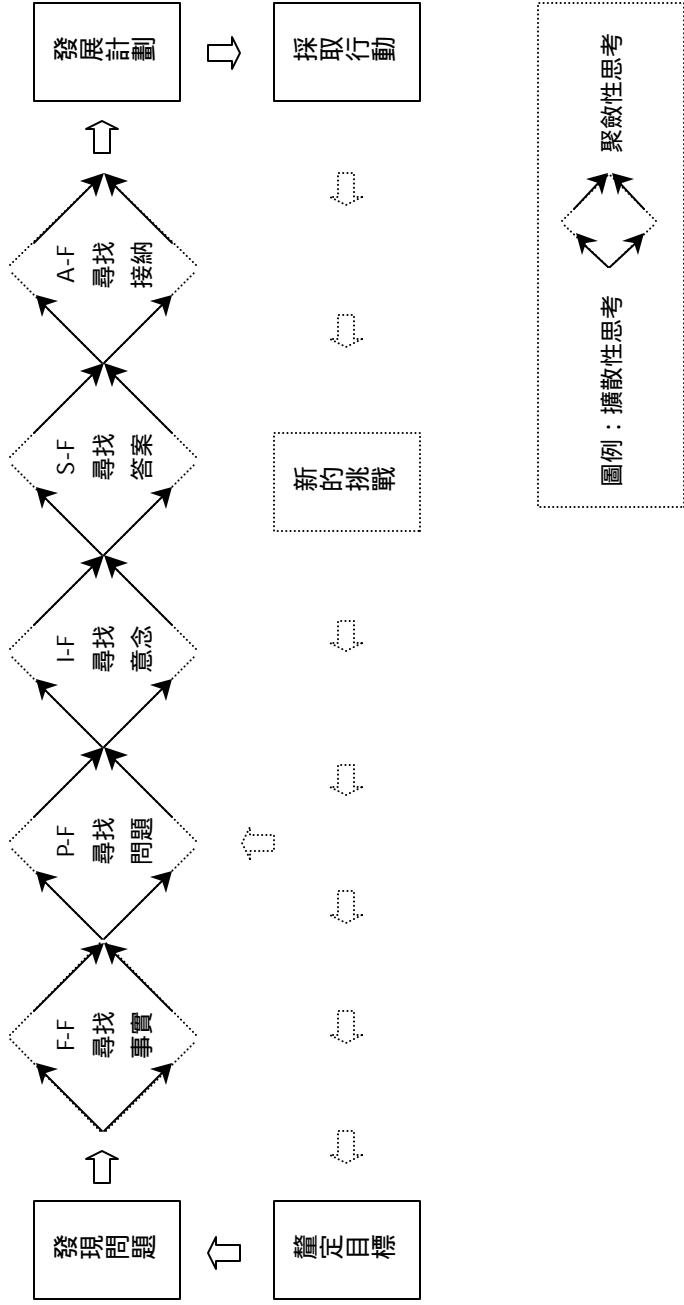 發現問題
F-F
尋找
事實
P-F
尋找
問題
I-F
尋找
意念
S-F
尋找
答案
A-F
尋找
接納
發展計劃
釐定目標
新的挑戰
採取行動
圖例：擴散性思考
聚斂性思考